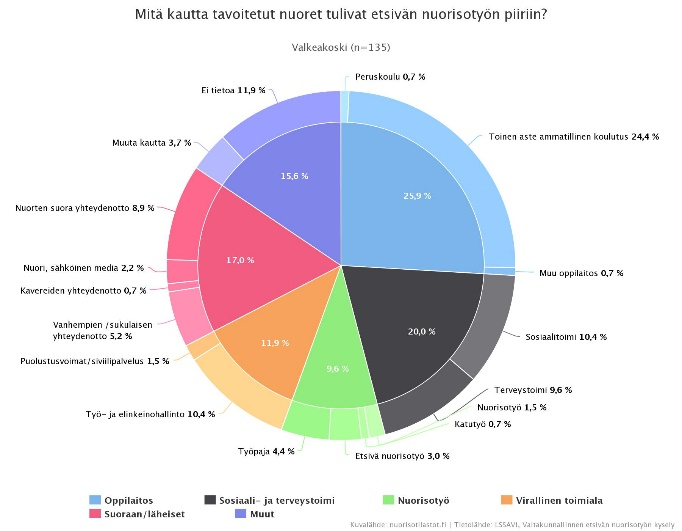 Mitä kautta tavoitetut nuoret tulivat etsivän nuorisotyön piiriin?
Valkeakoski (n=135)
Peruskoulu 0,7 %
Ei tietoa 11,9 %
Toinen aste ammatillinen koulutus 24,4 %
Muuta kautta 3,7 %
15,6 %
25,9 %
Nuorten suora yhteydenotto 8,9 %
17,0 %
Nuori, sähköinen media 2,2 %
Muu oppilaitos 0,7 %
Kavereiden yhteydenotto 0,7 %
Vanhempien /sukulaisen
yhteydenotto 5,2 %
20,0 %
Sosiaalitoimi 10,4 %
11,9 %
Puolustusvoimat/siviilipalvelus 1,5 %
9,6 %
Terveystoimi 9,6 %
Nuorisotyö 1,5 %
Työ- ja elinkeinohallinto 10,4 %
Katutyö 0,7 %
Työpaja 4,4 %
Etsivä nuorisotyö 3,0 %
Oppilaitos
Sosiaali- ja terveystoimi
Nuorisotyö
Virallinen toimiala
Suoraan/läheiset
Muut
Kuvalähde: nuorisotilastot.fi | Tietolähde: LSSAVI, Valtakunnallinen etsivän nuorisotyön kysely